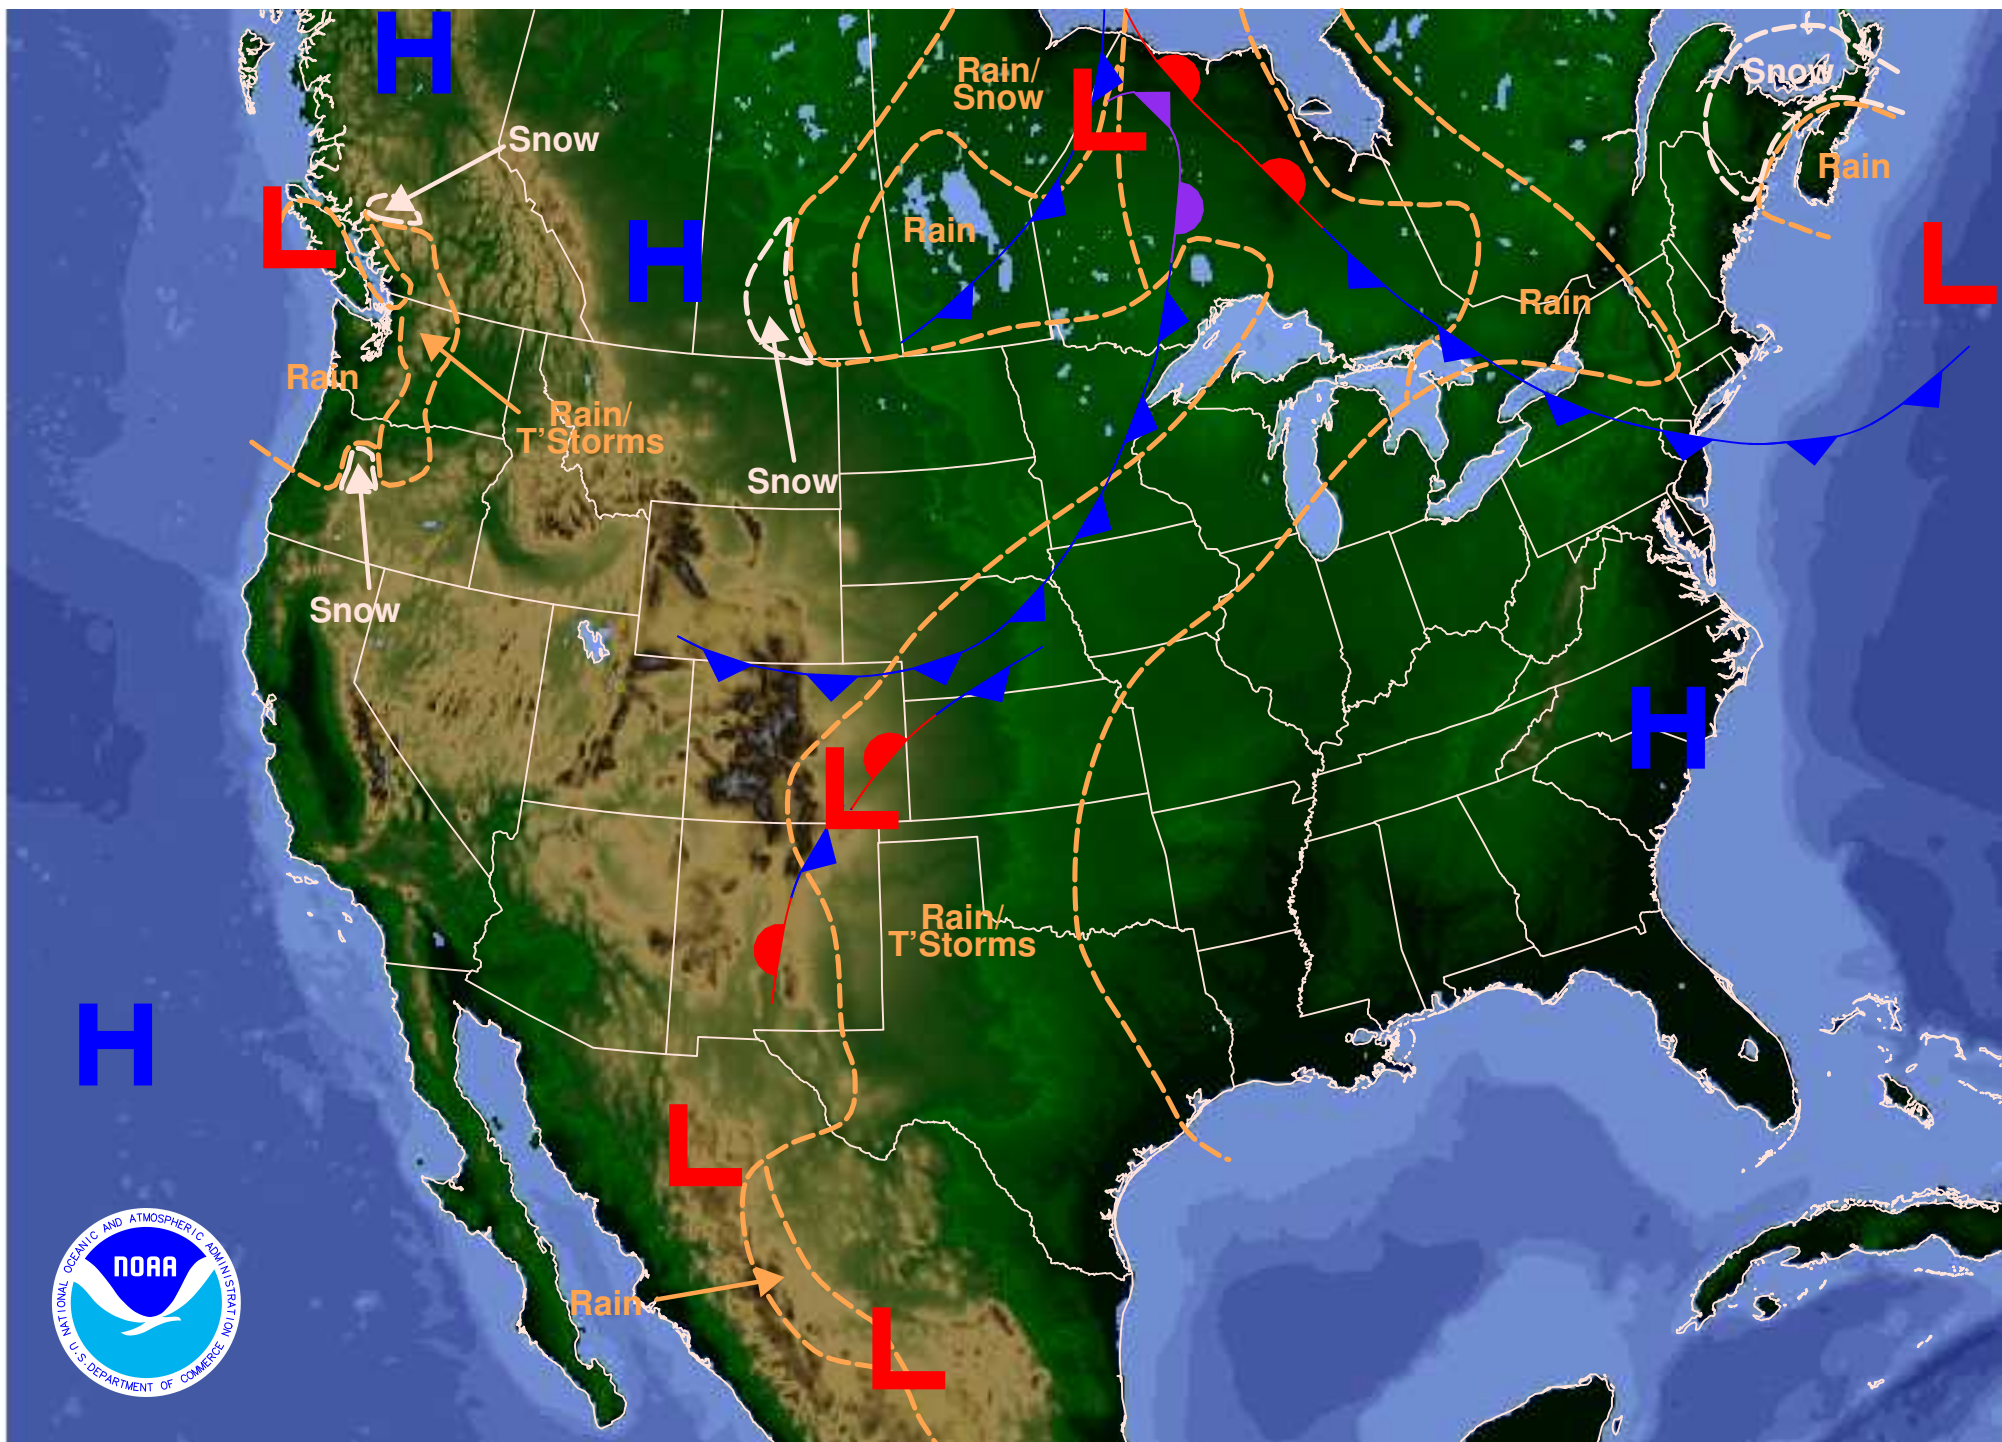 H
Rain/
Snow
Snow
L
Snow
Rain
L
H
Rain
H
L
Rain
Rain
Rain/
T'Storms
Snow
Snow
H
L
Rain/
T'Storms
H
L
Rain
L
NATIONAL OCEANIC AND ATMOSPHERIC ADMINISTRATION
NOAA
U.S. DEPARTMENT OF COMMERCE